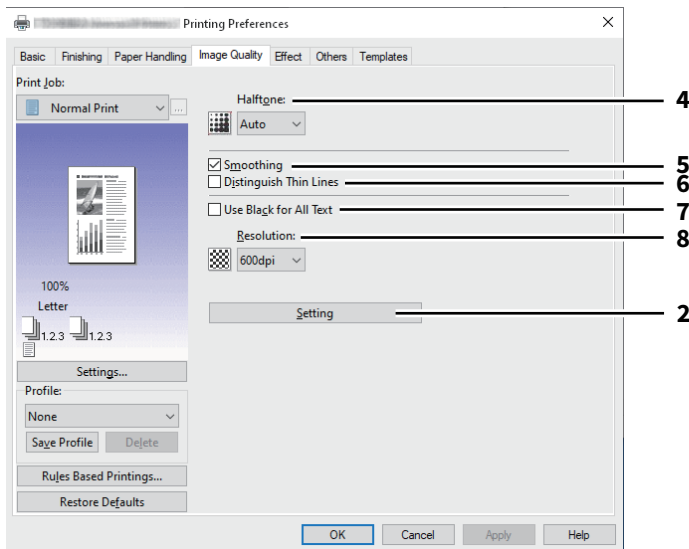 Printing Preferences
Basic Finishing Paper Handling Image Quality Effect Others Templates
Print Job:
Normal Print
...
100%
Letter
1.2.3 1.2.3
Settings...
Profile:
None
Save Profile Delete
Rules Based Printings...
Restore Defaults
Halftone: 4
Auto
Smoothing 5
Distinguish Thin Lines 6
Use Black for All Text 7
Resolution: 8
600dpi
Setting 2
OK Cancel Apply Help